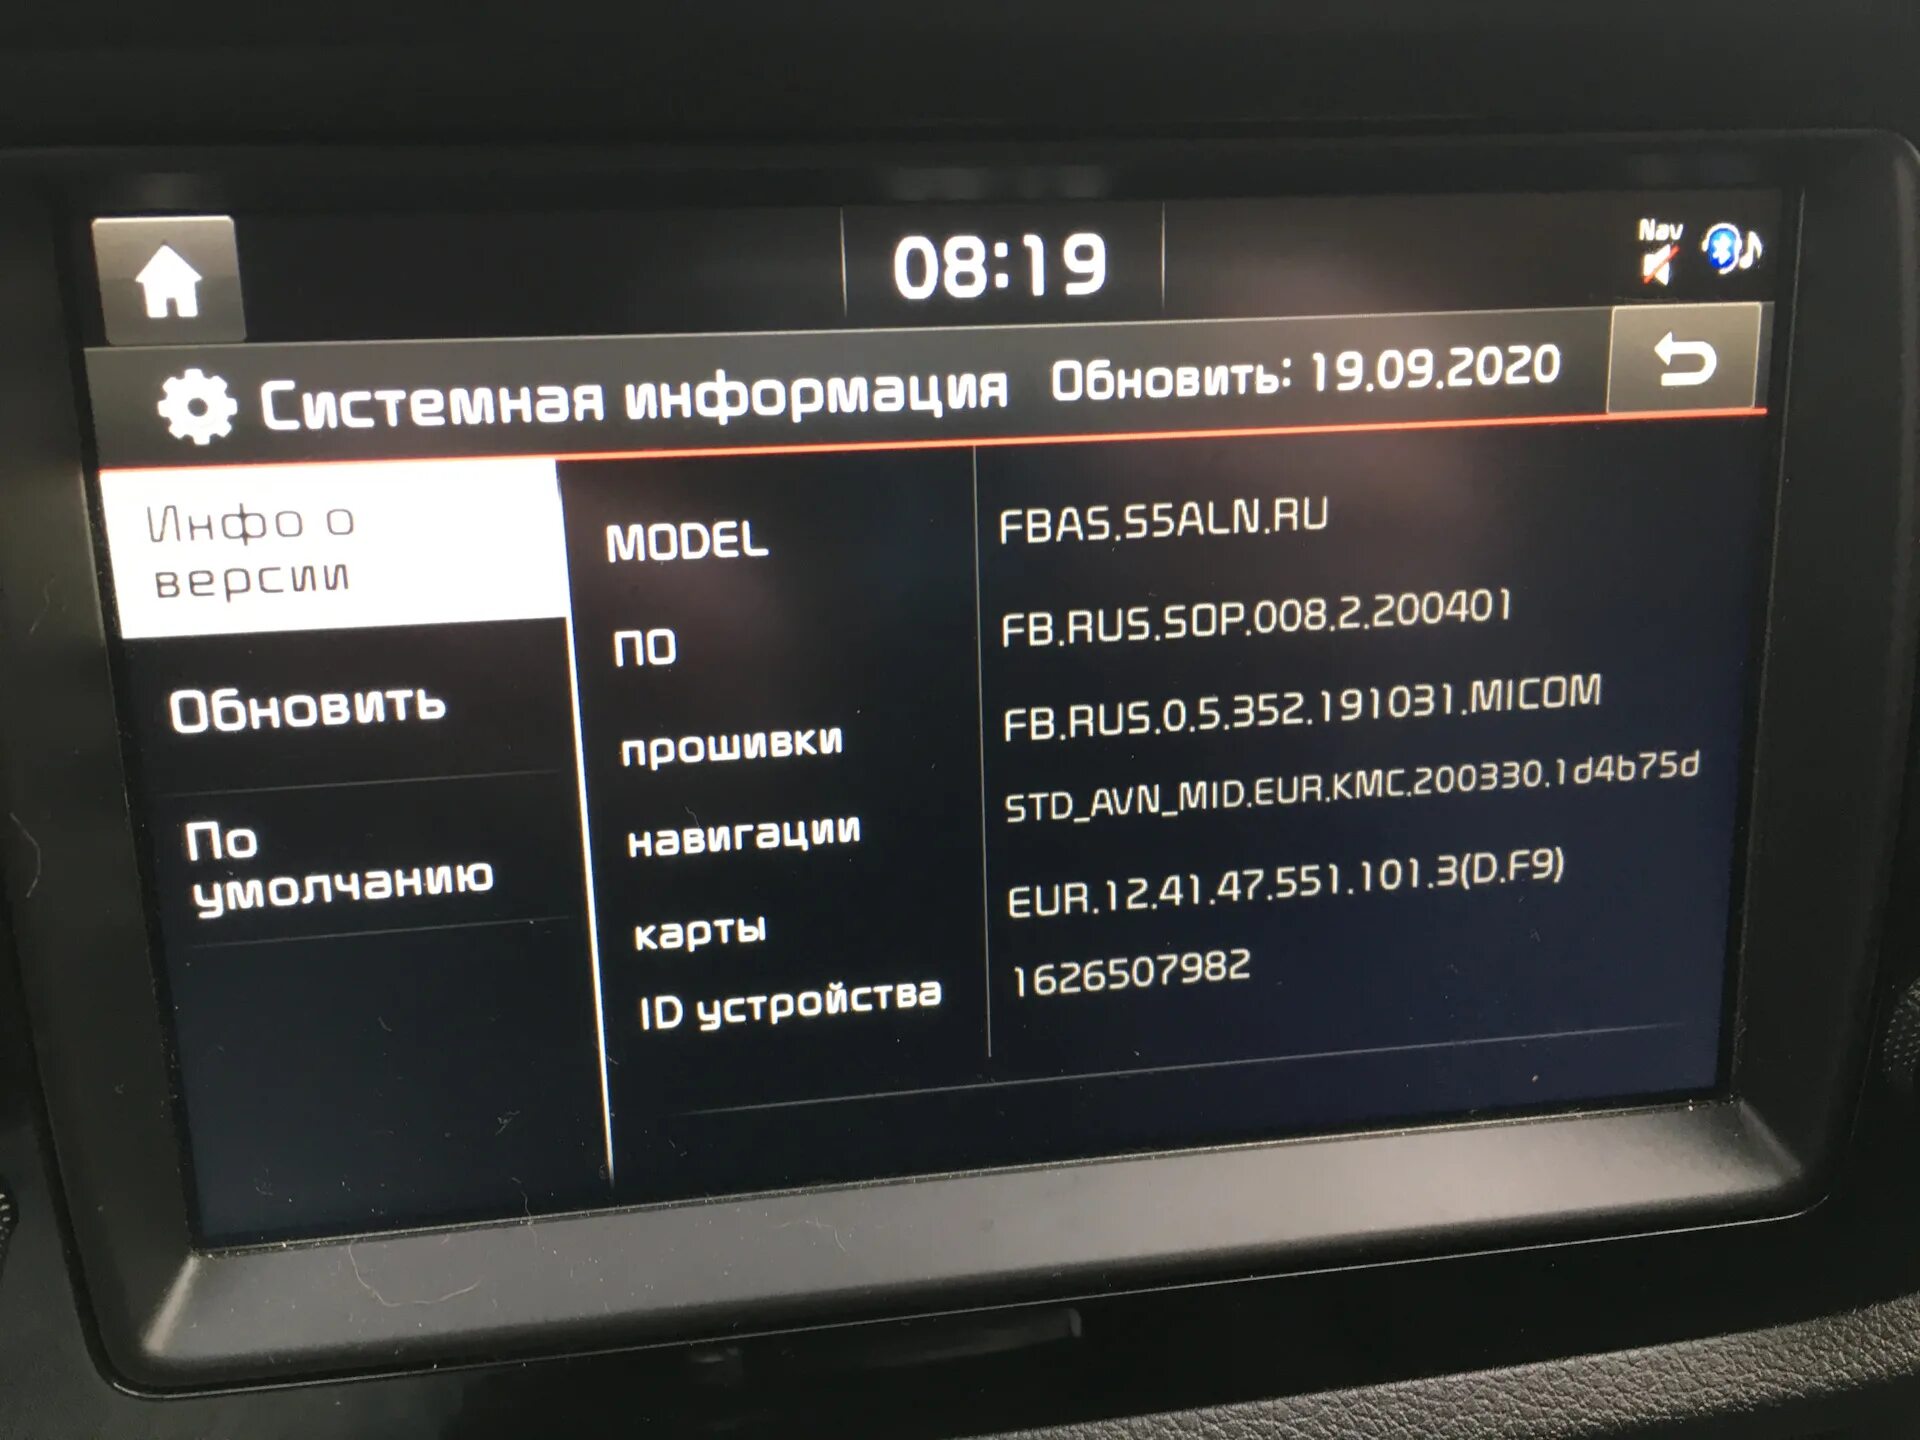 08:19
Nav
Системная информация Обновить: 19.09.2020
Инфо о
версии
Обновить
По
умолчанию
MODEL FBAS.S5ALN.RU
ПО FB.RUS.SOP.008.2.200401
прошивки FB.RUS.0.5.352.191031.MICOM
навигации STD_AVN_MID.EUR.KMC.200330.1d4b75d
карты EUR.12.41.47.551.101.3(D.F9)
ID устройства 1626507982